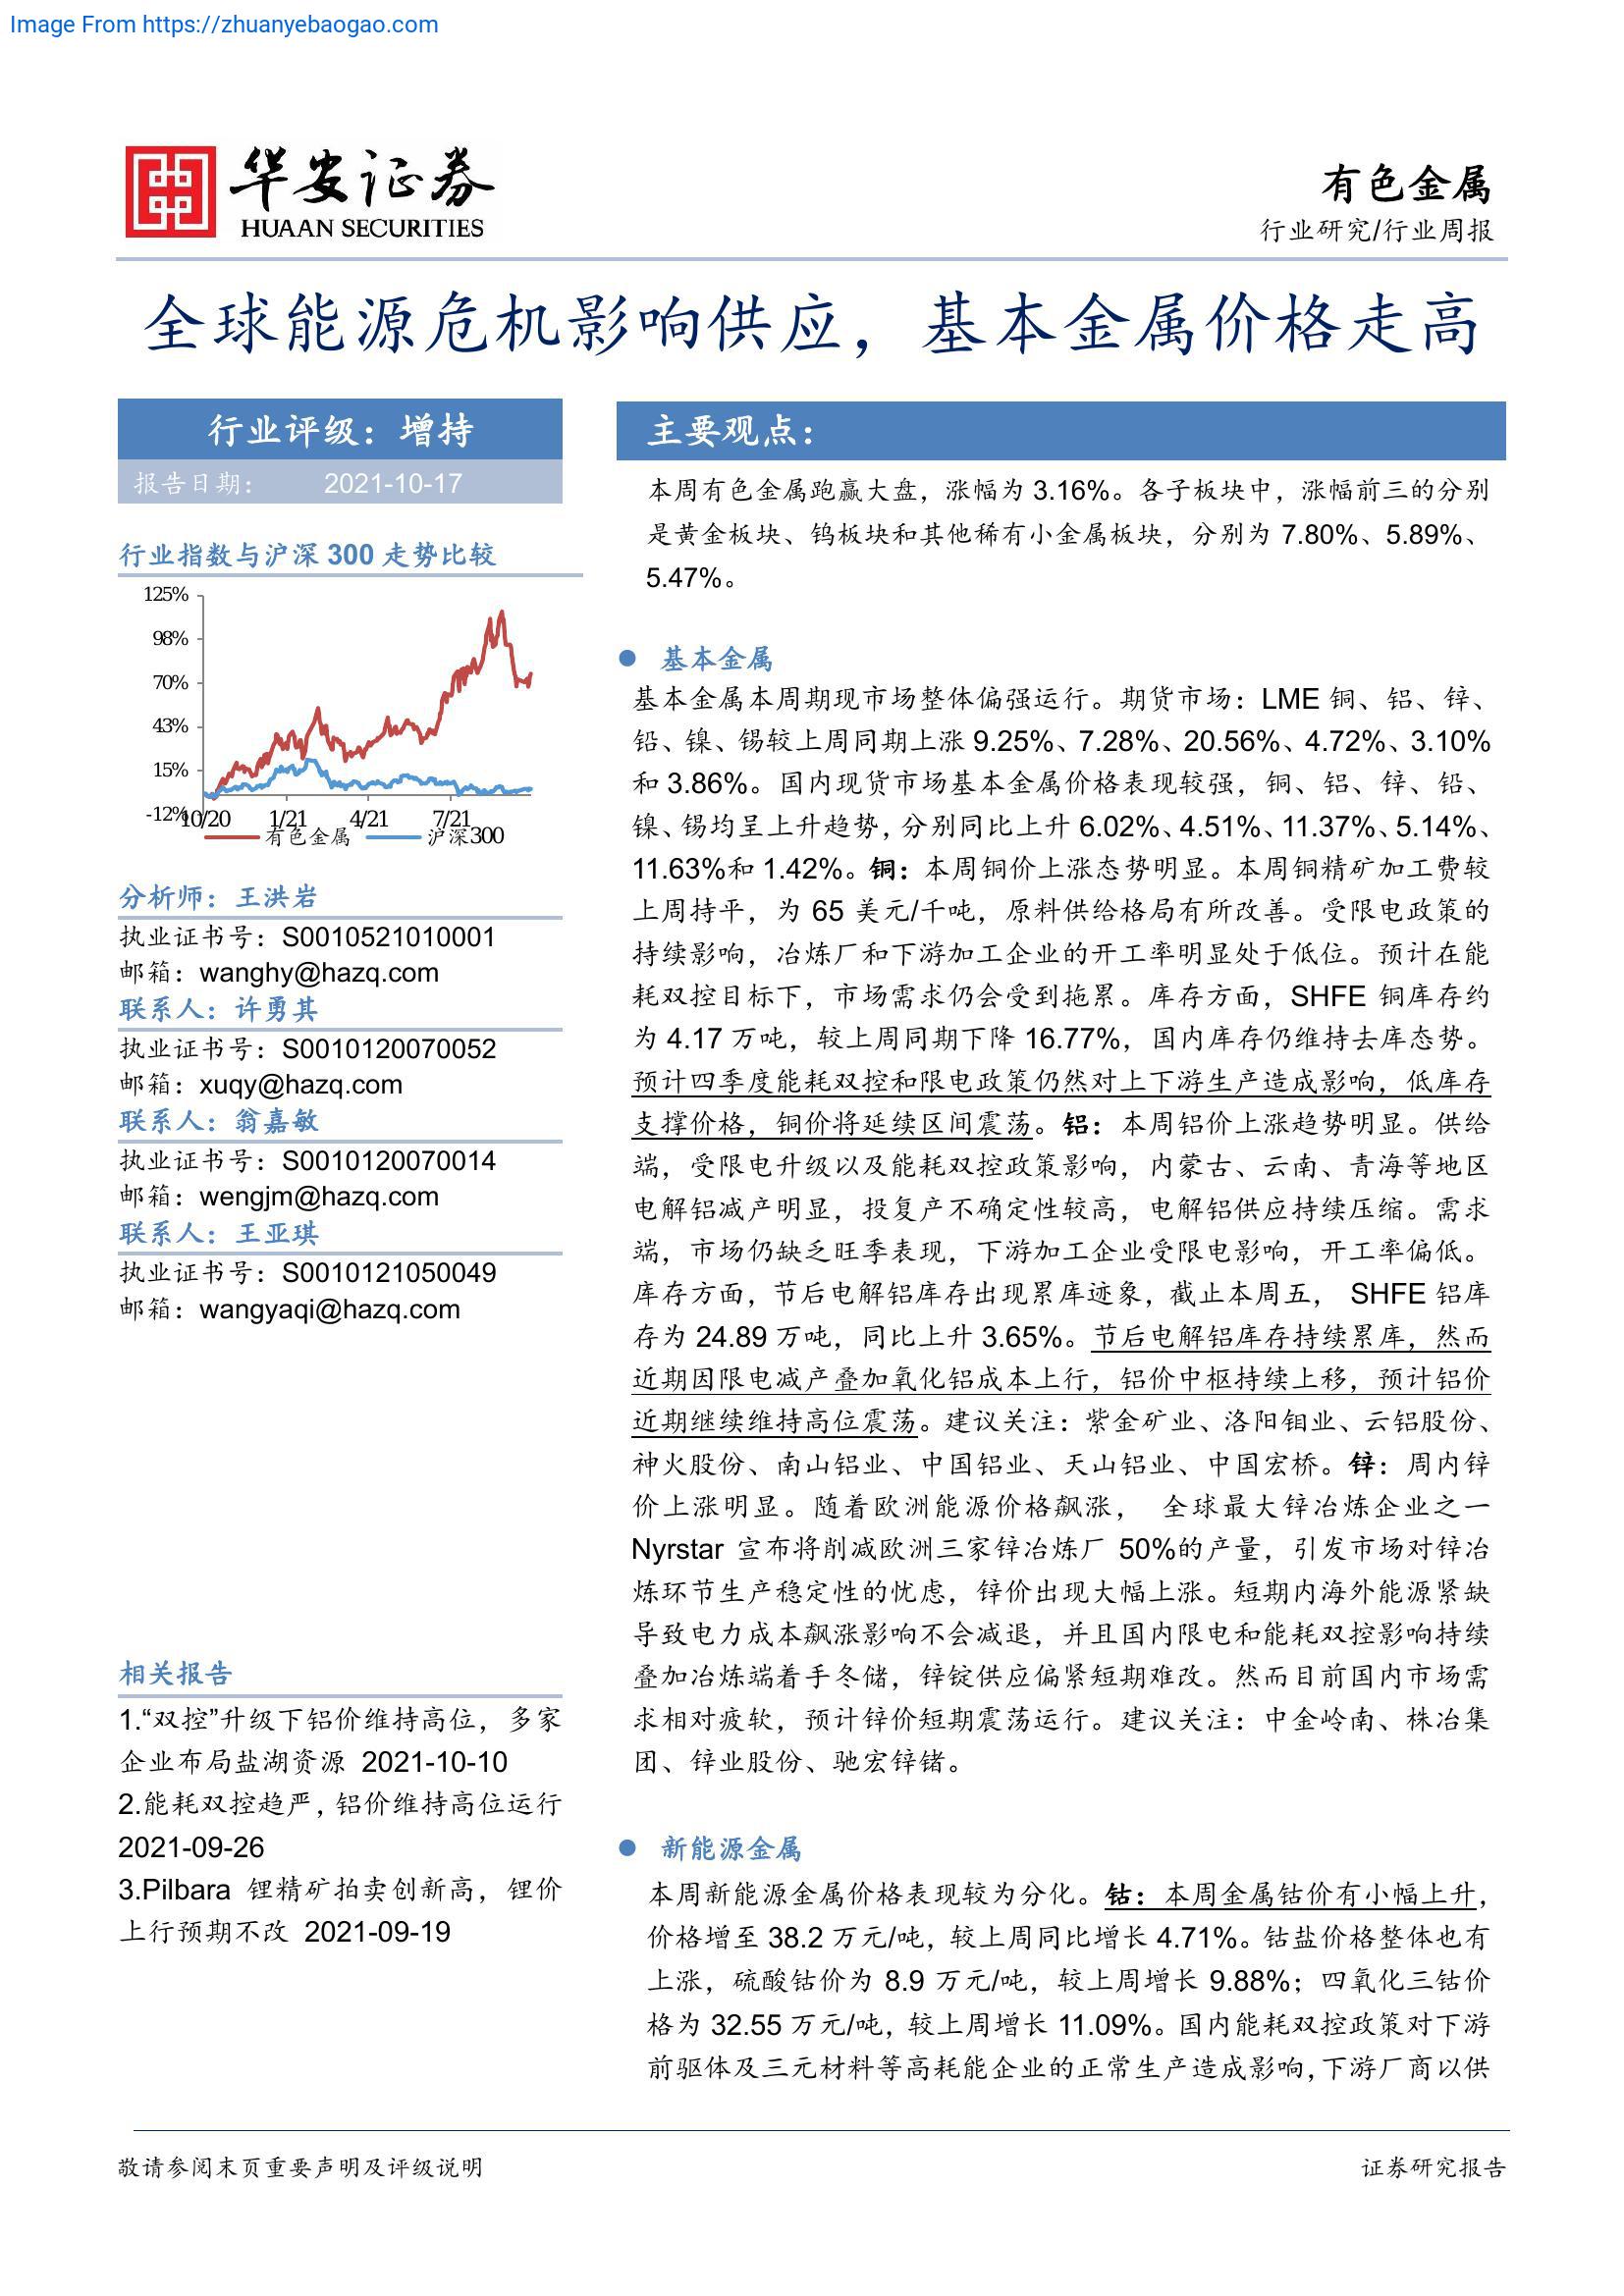 Image From https://zhuanyebaogao.com
华安证券
HUAAN SECURITIES
有色金属
行业研究/行业周报
全球能源危机影响供应，基本金属价格走高
行业评级：增持
报告日期： 2021-10-17
行业指数与沪深 300 走势比较
125%
98%
70%
43%
15%
-12%
10/20 1/21 4/21 7/21
有色金属 沪深300
分析师：王洪岩
执业证书号：S0010521010001
邮箱：wanghy@hazq.com
联系人：许勇其
执业证书号：S0010120070052
邮箱：xuqy@hazq.com
联系人：翁嘉敏
执业证书号：S0010120070014
邮箱：wengjm@hazq.com
联系人：王亚琪
执业证书号：S0010121050049
邮箱：wangyaqi@hazq.com
相关报告
1.“双控”升级下铝价维持高位，多家
企业布局盐湖资源 2021-10-10
2.能耗双控趋严，铝价维持高位运行
2021-09-26
3.Pilbara 锂精矿拍卖创新高，锂价
上行预期不改 2021-09-19
主要观点：
本周有色金属跑赢大盘，涨幅为 3.16%。各子板块中，涨幅前三的分别
是黄金板块、钨板块和其他稀有小金属板块，分别为 7.80%、5.89%、
5.47%。
● 基本金属
基本金属本周期现市场整体偏强运行。期货市场：LME 铜、铝、锌、
铅、镍、锡较上周同期上涨 9.25%、7.28%、20.56%、4.72%、3.10%
和 3.86%。国内现货市场基本金属价格表现较强，铜、铝、锌、铅、
镍、锡均呈上升趋势，分别同比上升 6.02%、4.51%、11.37%、5.14%、
11.63%和 1.42%。铜：本周铜价上涨态势明显。本周铜精矿加工费较
上周持平，为 65 美元/千吨，原料供给格局有所改善。受限电政策的
持续影响，冶炼厂和下游加工企业的开工率明显处于低位。预计在能
耗双控目标下，市场需求仍会受到拖累。库存方面，SHFE 铜库存约
为 4.17 万吨，较上周同期下降 16.77%，国内库存仍维持去库态势。
预计四季度能耗双控和限电政策仍然对上下游生产造成影响，低库存
支撑价格，铜价将延续区间震荡。铝：本周铝价上涨趋势明显。供给
端，受限电升级以及能耗双控政策影响，内蒙古、云南、青海等地区
电解铝减产明显，投复产不确定性较高，电解铝供应持续压缩。需求
端，市场仍缺乏旺季表现，下游加工企业受限电影响，开工率偏低。
库存方面，节后电解铝库存出现累库迹象，截止本周五， SHFE 铝库
存为 24.89 万吨，同比上升 3.65%。节后电解铝库存持续累库，然而
近期因限电减产叠加氧化铝成本上行，铝价中枢持续上移，预计铝价
近期继续维持高位震荡。建议关注：紫金矿业、洛阳钼业、云铝股份、
神火股份、南山铝业、中国铝业、天山铝业、中国宏桥。锌：周内锌
价上涨明显。随着欧洲能源价格飙涨， 全球最大锌冶炼企业之一
Nyrstar 宣布将削减欧洲三家锌冶炼厂 50%的产量，引发市场对锌冶
炼环节生产稳定性的忧虑，锌价出现大幅上涨。短期内海外能源紧缺
导致电力成本飙涨影响不会减退，并且国内限电和能耗双控影响持续
叠加冶炼端着手冬储，锌锭供应偏紧短期难改。然而目前国内市场需
求相对疲软，预计锌价短期震荡运行。建议关注：中金岭南、株冶集
团、锌业股份、驰宏锌锗。
● 新能源金属
本周新能源金属价格表现较为分化。钴：本周金属钴价有小幅上升，
价格增至 38.2 万元/吨，较上周同比增长 4.71%。钴盐价格整体也有
上涨，硫酸钴价为 8.9 万元/吨，较上周增长 9.88%；四氧化三钴价
格为 32.55 万元/吨，较上周增长 11.09%。国内能耗双控政策对下游
前驱体及三元材料等高耗能企业的正常生产造成影响，下游厂商以供
敬请参阅末页重要声明及评级说明
证券研究报告